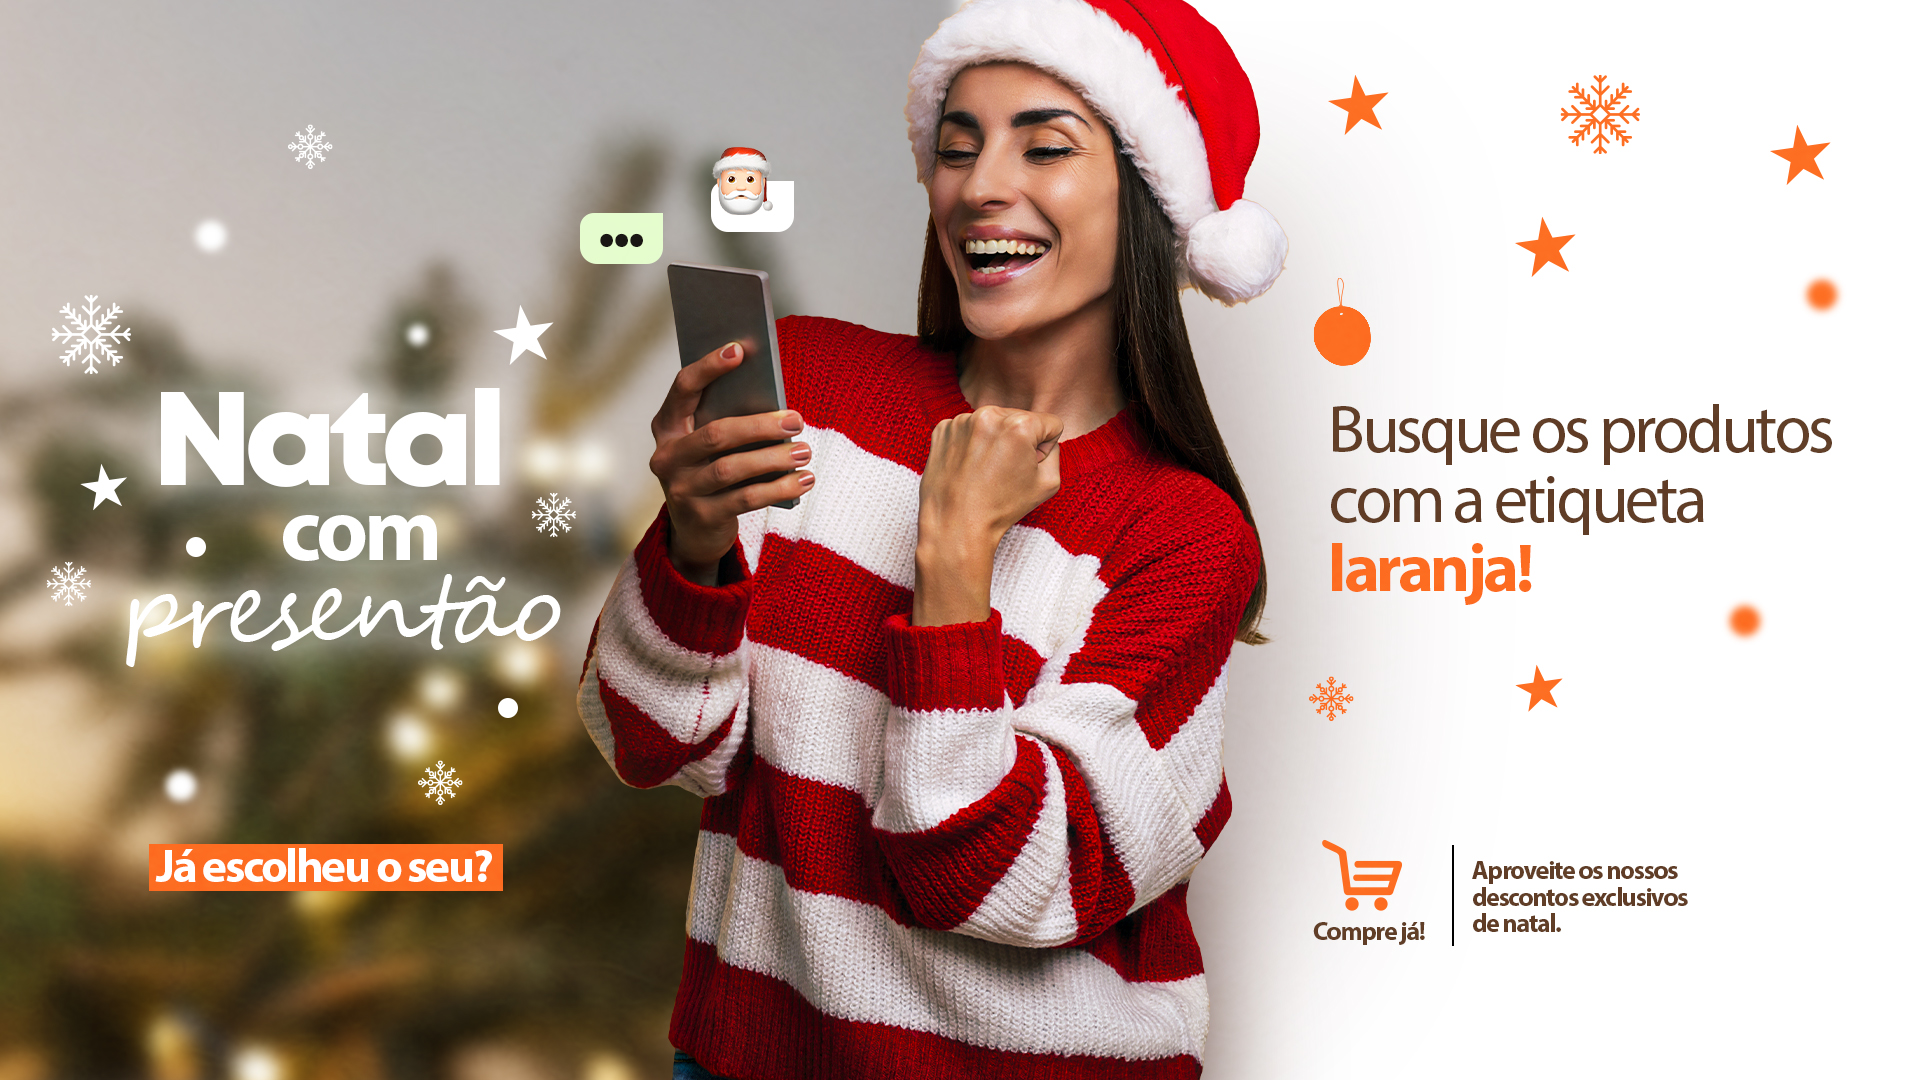 Natal
com
presentão
Já escolheu o seu?
Busque os produtos
com a etiqueta
laranja!
Compre já!
Aproveite os nossos
descontos exclusivos
de natal.